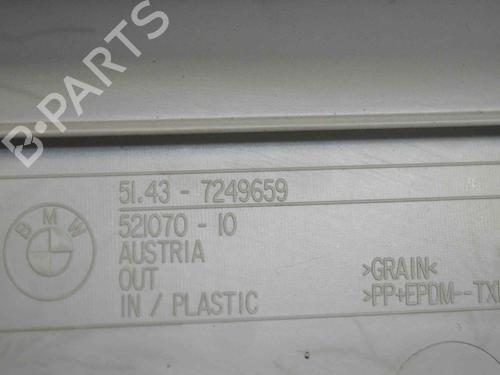 B-PARTS
51.43 - 7249659
BMW
521070 - 10
AUSTRIA
OUT
IN / PLASTIC
>GRAIN<
>PP+EPDM--TX